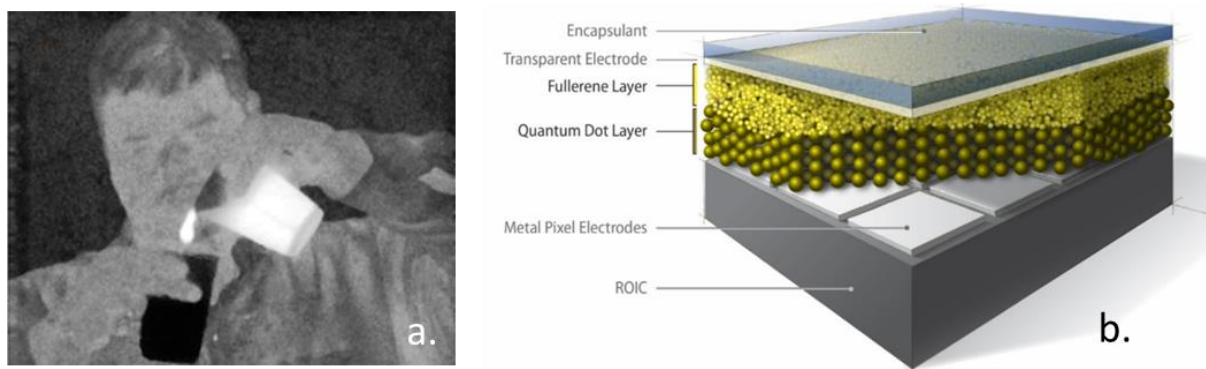 a.
Encapsulant
Transparent Electrode
Fullerene Layer
Quantum Dot Layer
Metal Pixel Electrodes
ROIC
b.